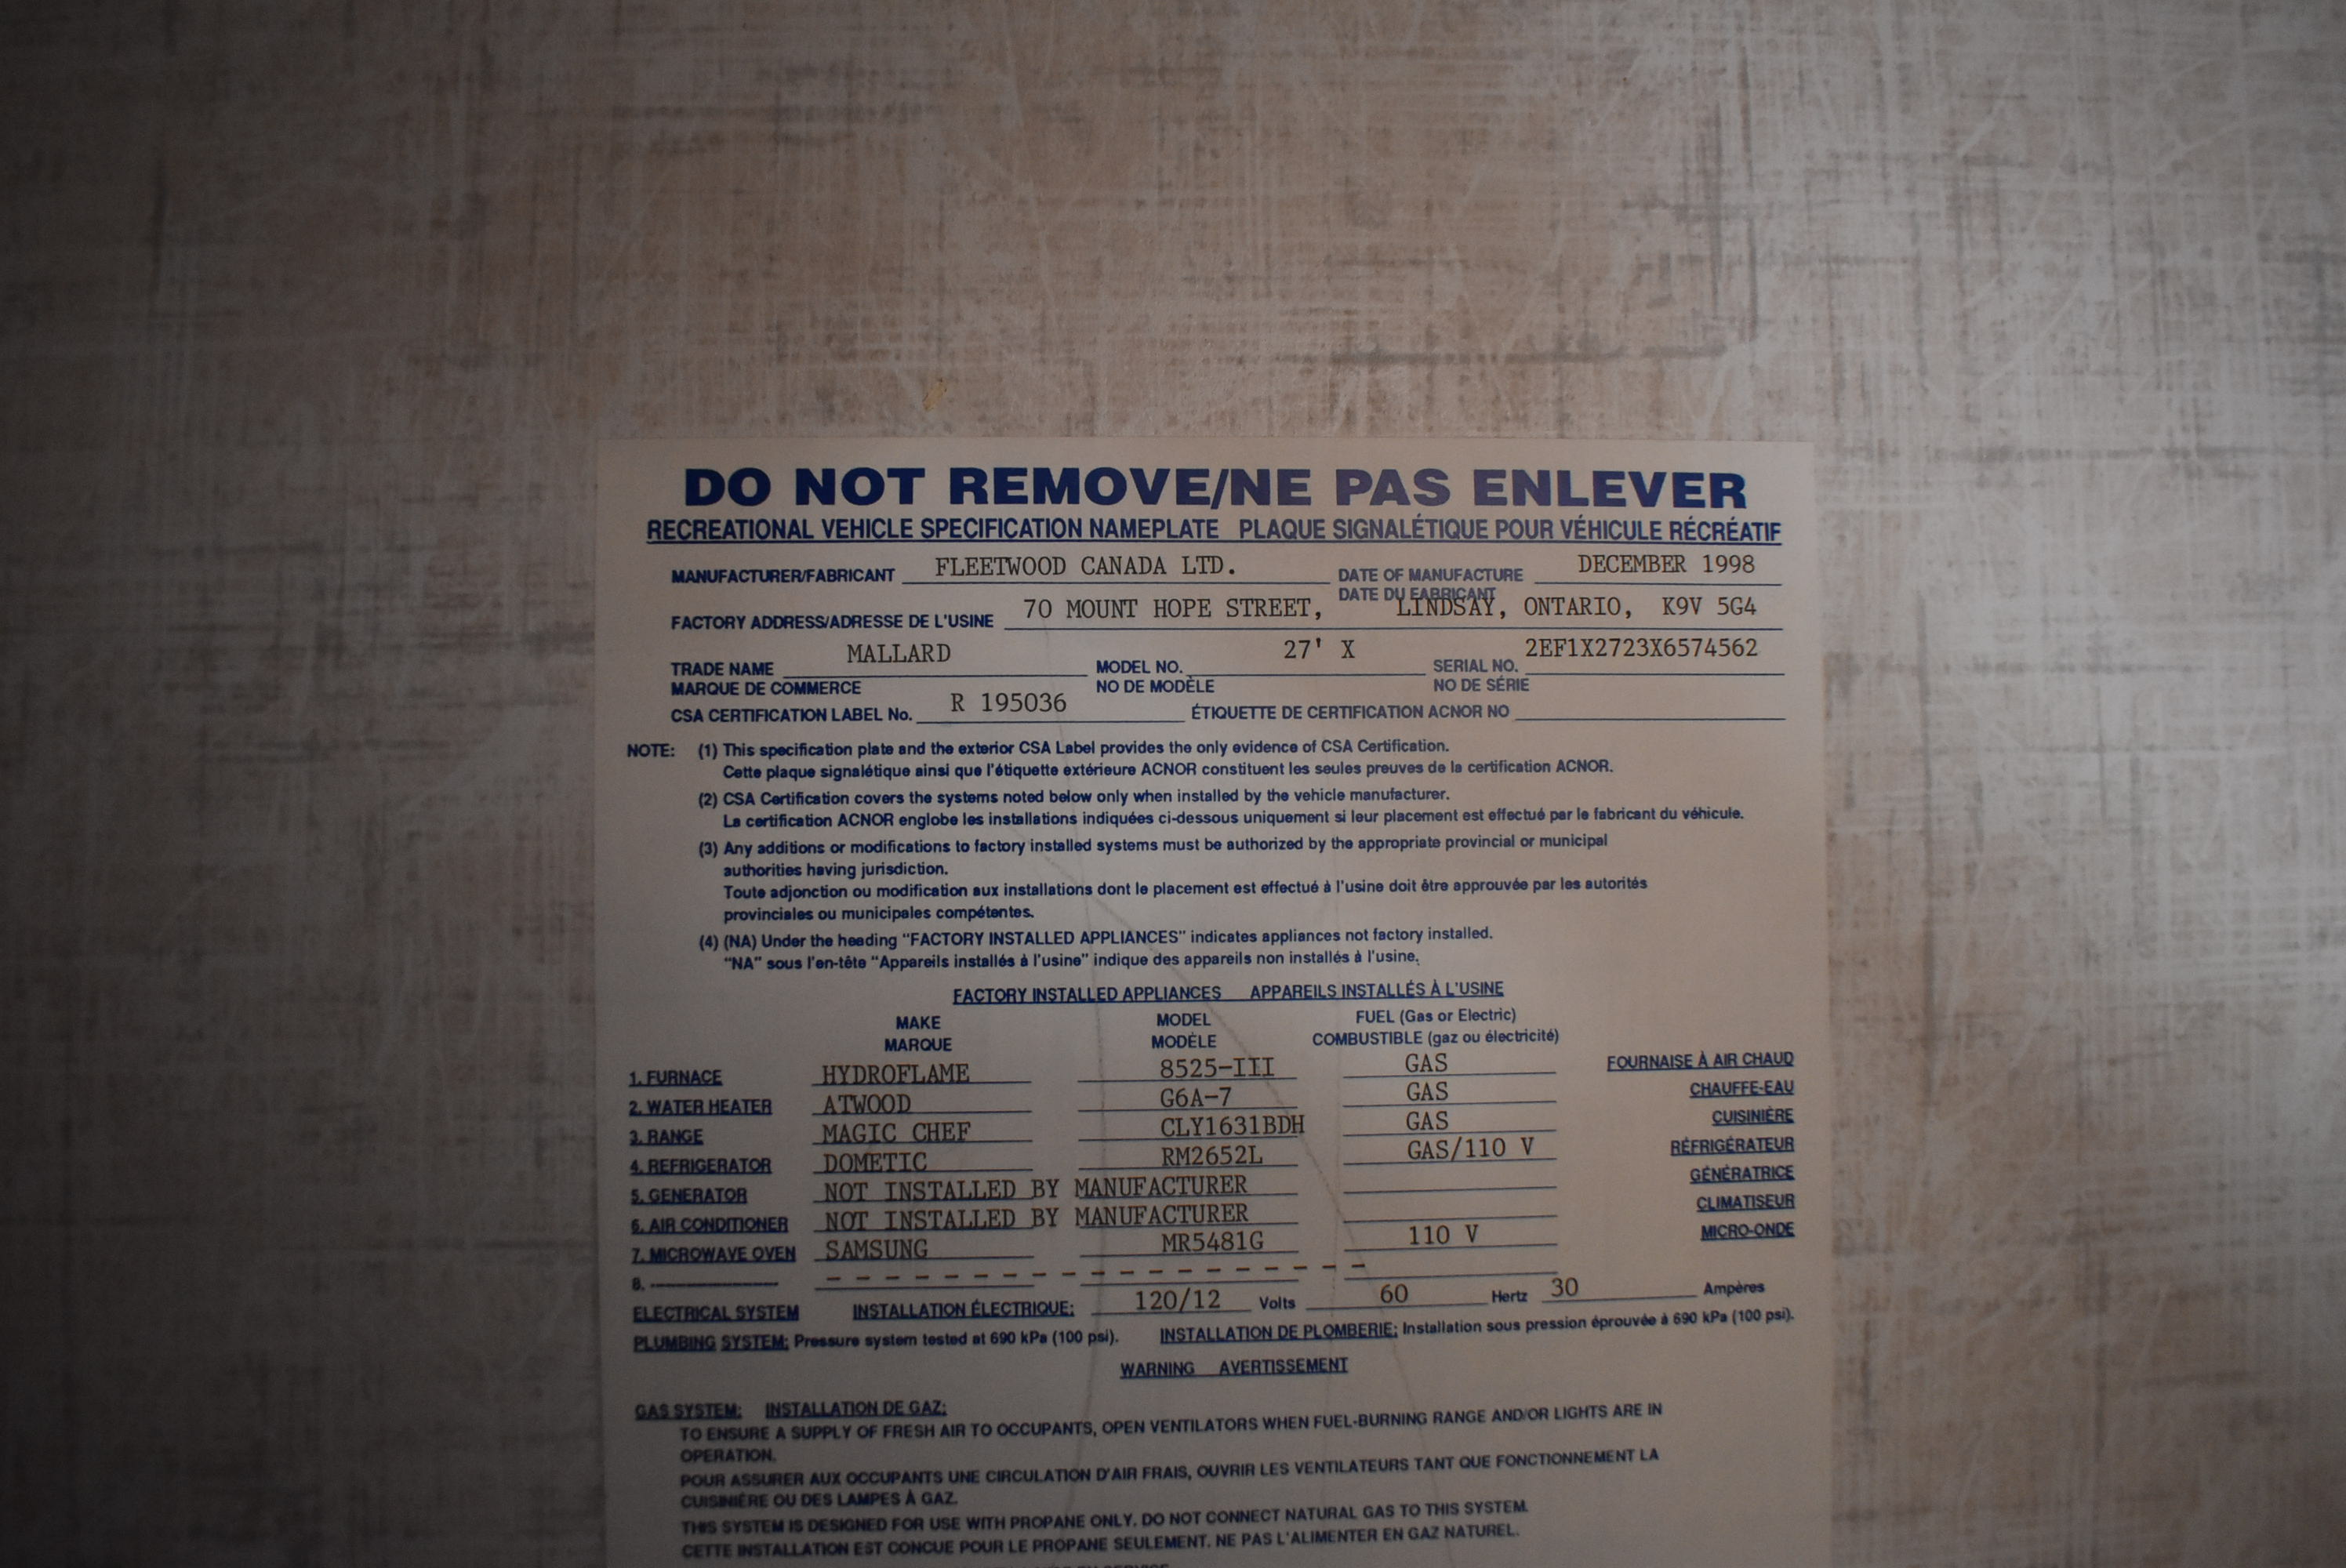 DO NOT REMOVE/NE PAS ENLEVER
RECREATIONAL VEHICLE SPECIFICATION NAMEPLATE PLAQUE SIGNALÉTIQUE POUR VÉHICULE RÉCRÉATIF
MANUFACTURER/FABRICANT FLEETWOOD CANADA LTD. DATE OF MANUFACTURE DECEMBER 1998
DATE DU FABRICANT
FACTORY ADDRESS/ADRESSE DE L'USINE 70 MOUNT HOPE STREET, LINDSAY, ONTARIO, K9V 5G4
TRADE NAME MALLARD MODEL NO. 27' X SERIAL NO. 2EF1X2723X6574562
MARQUE DE COMMERCE NO DE MODÈLE NO DE SÉRIE
CSA CERTIFICATION LABEL No. R 195036 ÉTIQUETTE DE CERTIFICATION ACNOR NO
NOTE: (1) This specification plate and the exterior CSA Label provides the only evidence of CSA Certification.
Cette plaque signalétique ainsi que l'étiquette extérieure ACNOR constituent les seules preuves de la certification ACNOR.
(2) CSA Certification covers the systems noted below only when installed by the vehicle manufacturer.
La certification ACNOR englobe les installations indiquées ci-dessous uniquement si leur placement est effectué par le fabricant du véhicule.
(3) Any additions or modifications to factory installed systems must be authorized by the appropriate provincial or municipal
authorities having jurisdiction.
Toute adjonction ou modification aux installations dont le placement est effectué à l'usine doit être approuvée par les autorités
provinciales ou municipales compétentes.
(4) (NA) Under the heading "FACTORY INSTALLED APPLIANCES" indicates appliances not factory installed.
"NA" sous l'en-tête "Appareils installés à l'usine" indique des appareils non installés à l'usine.
FACTORY INSTALLED APPLIANCES APPAREILS INSTALLÉS À L'USINE
MAKE MODEL FUEL (Gas or Electric)
MARQUE MODÈLE COMBUSTIBLE (gaz ou électricité)
1. FURNACE HYDROFLAME 8525-III GAS FOURNAISE À AIR CHAUD
2. WATER HEATER ATWOOD G6A-7 GAS CHAUFFE-EAU
3. RANGE MAGIC CHEF CLY1631BDH GAS CUISINIÈRE
4. REFRIGERATOR DOMETIC RM2652L GAS/110 V RÉFRIGÉRATEUR
5. GENERATOR NOT INSTALLED BY MANUFACTURER GÉNÉRATRICE
6. AIR CONDITIONER NOT INSTALLED BY MANUFACTURER CLIMATISEUR
7. MICROWAVE OVEN SAMSUNG MR5481G 110 V MICRO-ONDE
8. - - - - - - - - - - - - - - - - - - -
ELECTRICAL SYSTEM INSTALLATION ÉLECTRIQUE: 120/12 Volts 60 Hertz 30 Ampères
PLUMBING SYSTEM: Pressure system tested at 690 kPa (100 psi). INSTALLATION DE PLOMBERIE: Installation sous pression éprouvée à 690 kPa (100 psi).
WARNING AVERTISSEMENT
GAS SYSTEM: INSTALLATION DE GAZ:
TO ENSURE A SUPPLY OF FRESH AIR TO OCCUPANTS, OPEN VENTILATORS WHEN FUEL-BURNING RANGE AND/OR LIGHTS ARE IN
OPERATION.
POUR ASSURER AUX OCCUPANTS UNE CIRCULATION D'AIR FRAIS, OUVRIR LES VENTILATEURS TANT QUE FONCTIONNEMENT LA
CUISINIÈRE OU DES LAMPES À GAZ.
THIS SYSTEM IS DESIGNED FOR USE WITH PROPANE ONLY. DO NOT CONNECT NATURAL GAS TO THIS SYSTEM.
CETTE INSTALLATION EST CONCUE POUR LE PROPANE SEULEMENT. NE PAS L'ALIMENTER EN GAZ NATUREL.